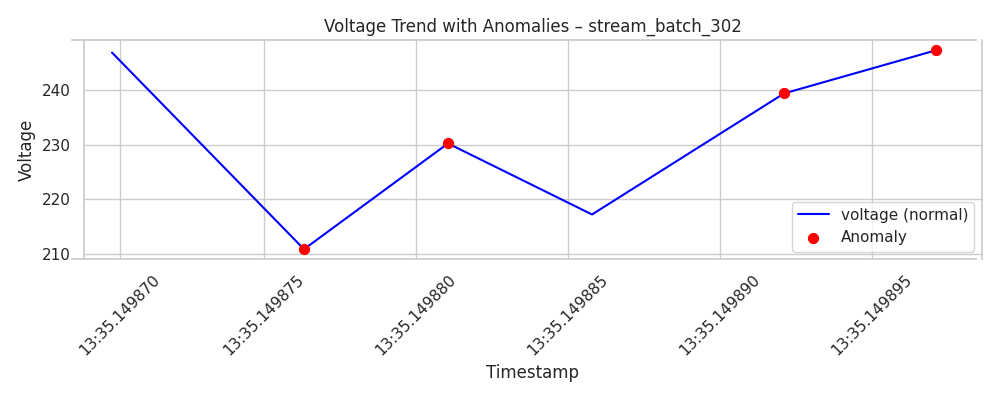 Voltage Trend with Anomalies – stream_batch_302
Voltage
240
230
220
210
voltage (normal)
Anomaly
13:35.149870
13:35.149875
13:35.149880
13:35.149885
13:35.149890
13:35.149895
Timestamp